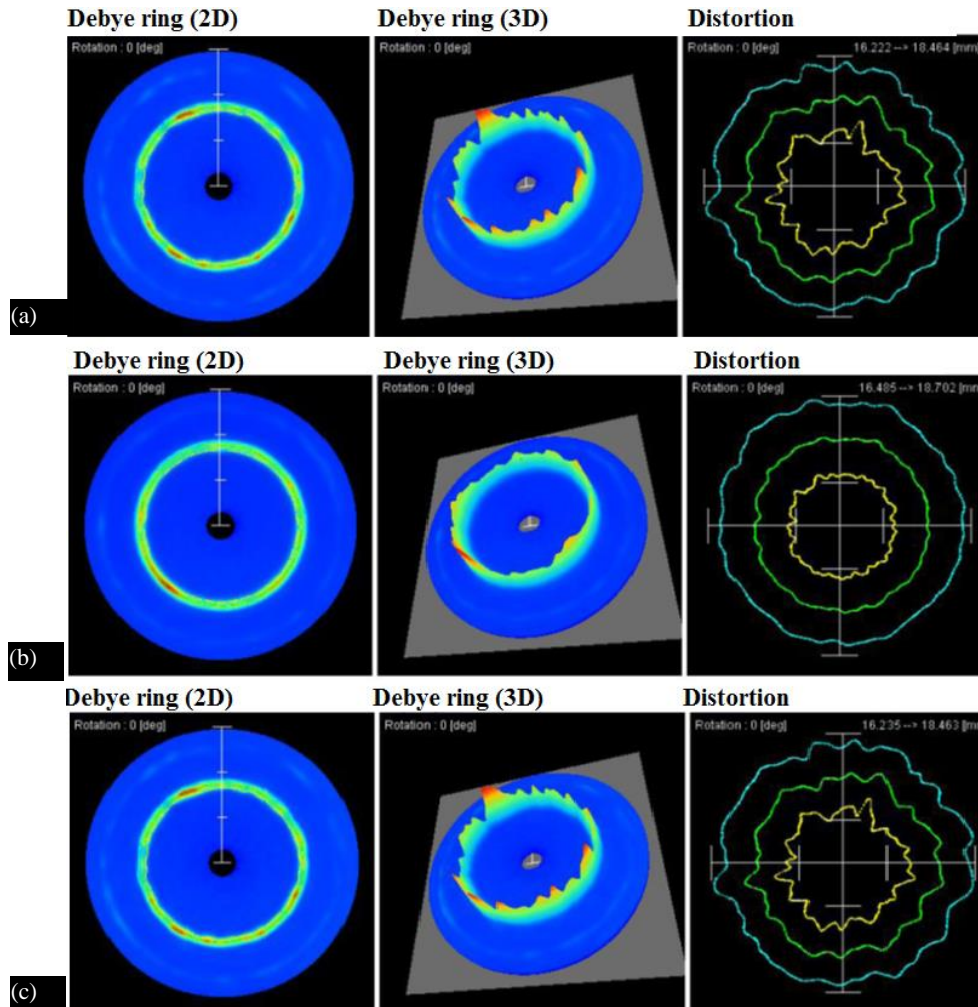 Debye ring (2D) Debye ring (3D) Distortion
Rotation : 0 [deg] Rotation : 0 [deg] Rotation : 0 [deg] 16.222 --> 18.464 [mm
(a)
Debye ring (2D) Debye ring (3D) Distortion
Rotation : 0 [deg] Rotation : 0 [deg] Rotation : 0 [deg] 16.485 --> 18.702 [mm
(b)
Debye ring (2D) Debye ring (3D) Distortion
Rotation : 0 [deg] Rotation : 0 [deg] Rotation : 0 [deg] 16.235 --> 18.463 [mm
(c)